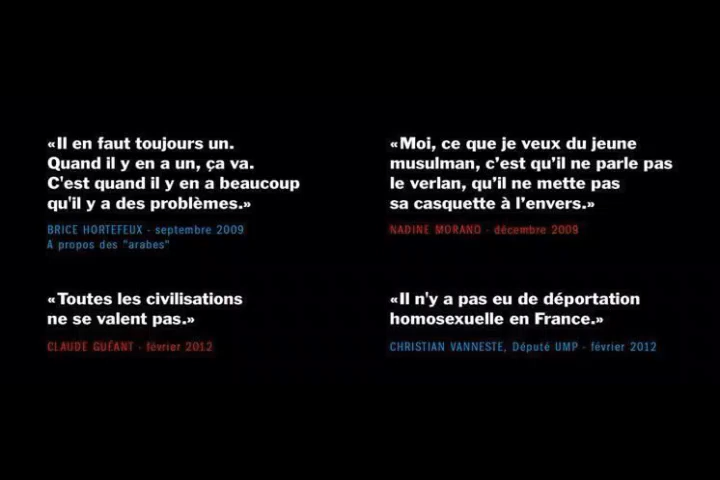 «Il en faut toujours un.
Quand il y en a un, ça va.
C'est quand il y en a beaucoup
qu'il y a des problèmes.»
BRICE HORTEFEUX - septembre 2009
A propos des "arabes"
«Moi, ce que je veux du jeune
musulman, c'est qu'il ne parle pas
le verlan, qu'il ne mette pas
sa casquette à l'envers.»
NADINE MORANO - décembre 2009
«Toutes les civilisations
ne se valent pas.»
CLAUDE GUÉANT - février 2012
«Il n'y a pas eu de déportation
homosexuelle en France.»
CHRISTIAN VANNESTE, Député UMP - février 2012